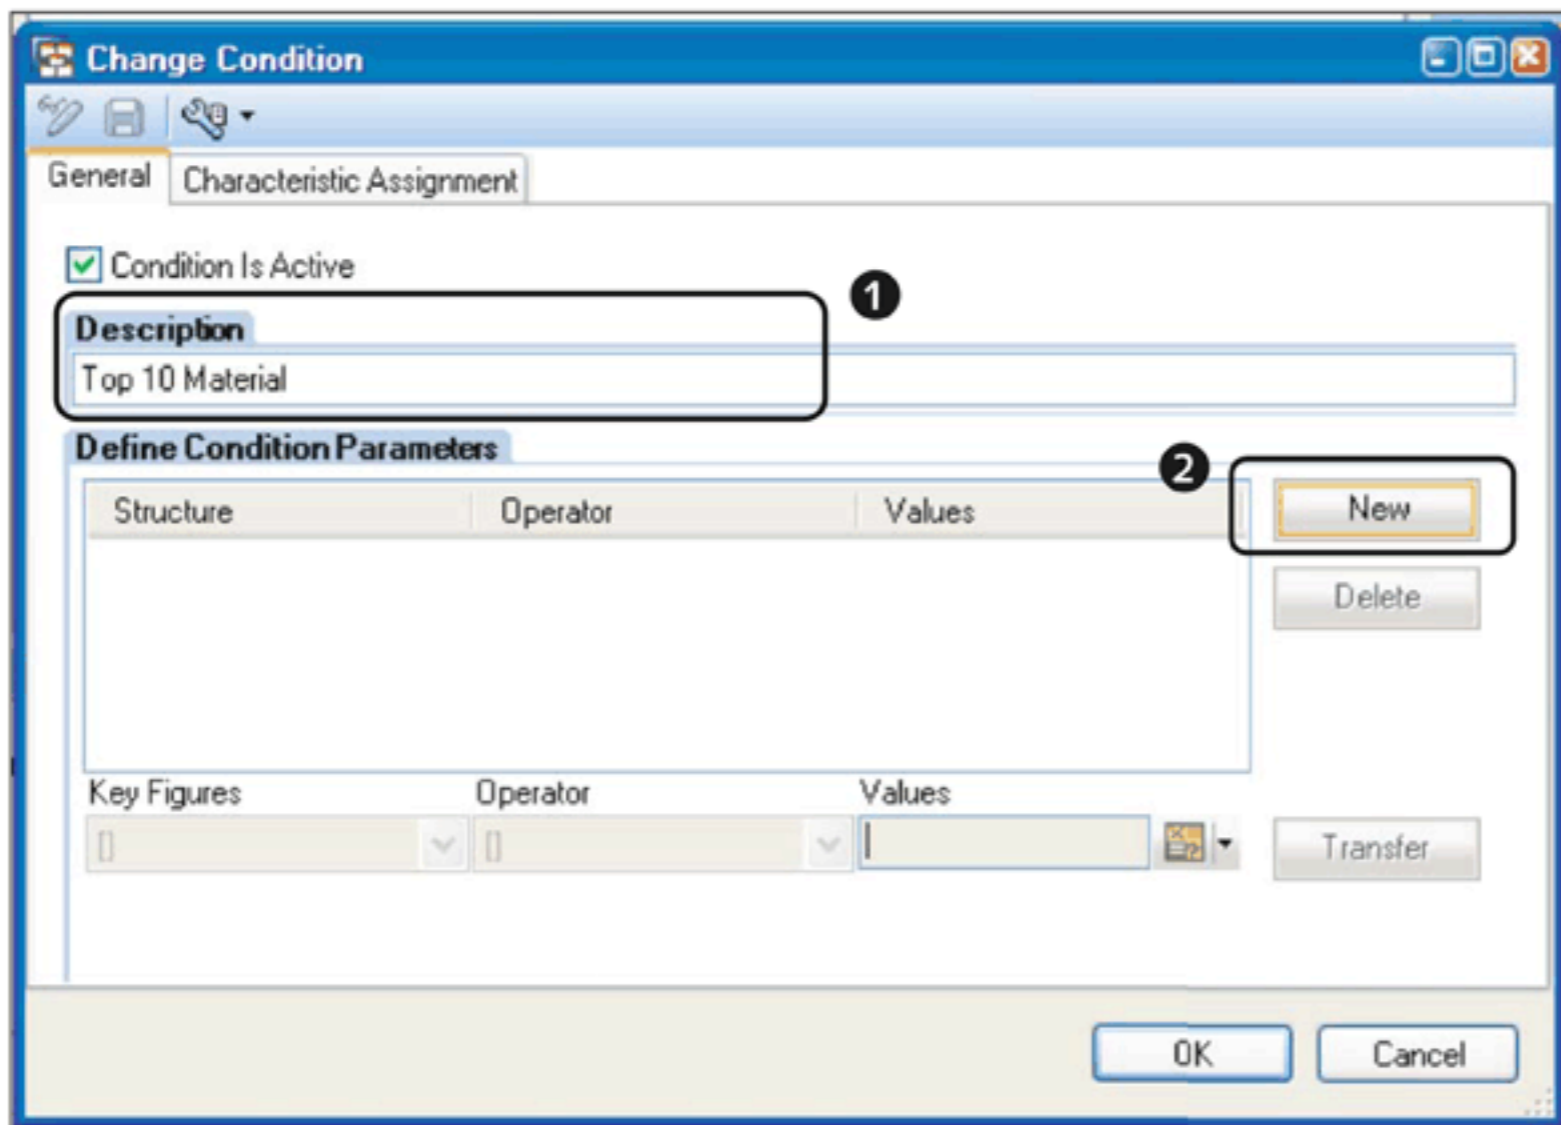 Change Condition
General Characteristic Assignment
Condition Is Active
1
Description
Top 10 Material
Define Condition Parameters
2
Structure Operator Values New
Delete
Key Figures Operator Values
[] [] Transfer
OK Cancel